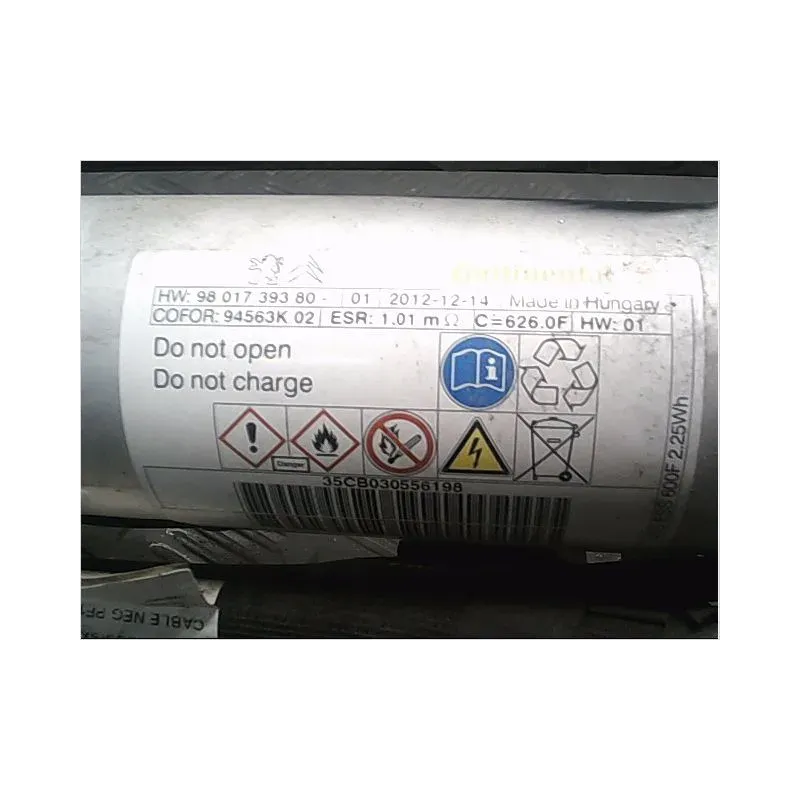 Continental
HW: 98 017 393 80 - 01 2012-12-14 Made in Hungary
COFOR: 94563K 02 ESR: 1.01 mΩ C=626.0F HW: 01
Do not open
Do not charge
Danger
35CB030556198
600F 2.25Wh
CABLE NEG